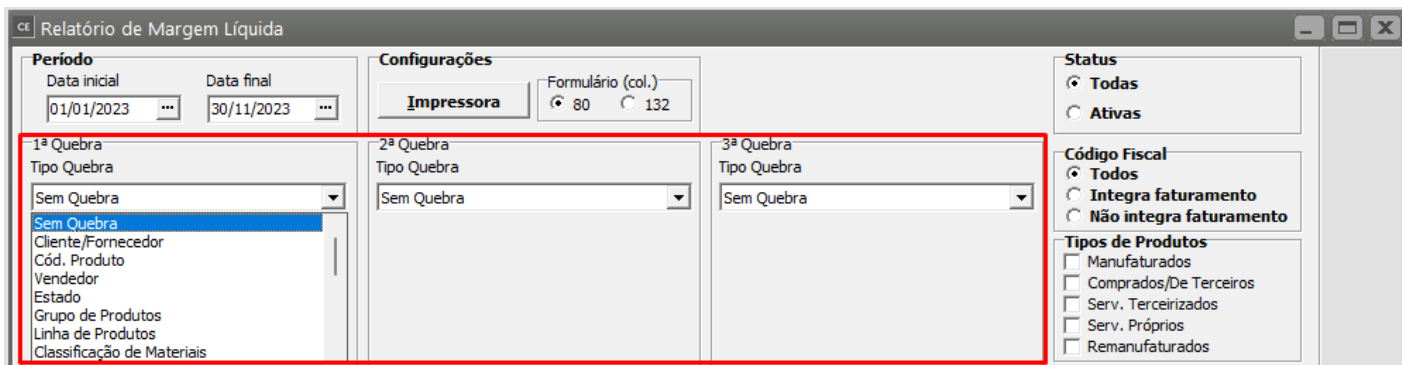 CE Relatório de Margem Líquida
Período
Data inicial Data final
01/01/2023 ... 30/11/2023 ...
Configurações
Impressora
Formulário (col.)
80 132
Status
Todas
Ativas
1ª Quebra
Tipo Quebra
Sem Quebra
Sem Quebra
Cliente/Fornecedor
Cód. Produto
Vendedor
Estado
Grupo de Produtos
Linha de Produtos
Classificação de Materiais
2ª Quebra
Tipo Quebra
Sem Quebra
3ª Quebra
Tipo Quebra
Sem Quebra
Código Fiscal
Todos
Integra faturamento
Não integra faturamento
Tipos de Produtos
Manufaturados
Comprados/De Terceiros
Serv. Terceirizados
Serv. Próprios
Remanufaturados